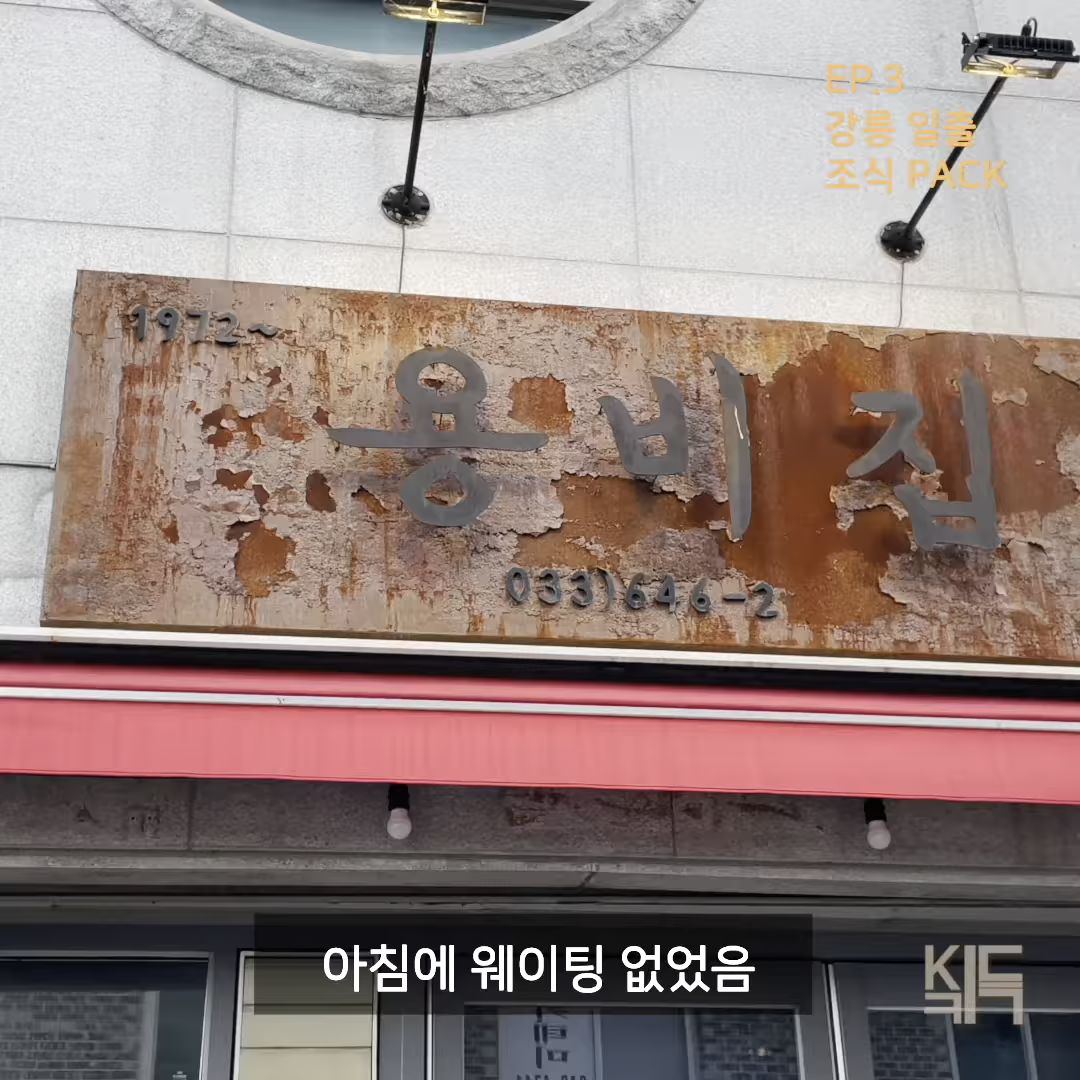 EP.3
강릉 일출
조식 PACK
1972~
용비집
033)646-2
아침에 웨이팅 없었음